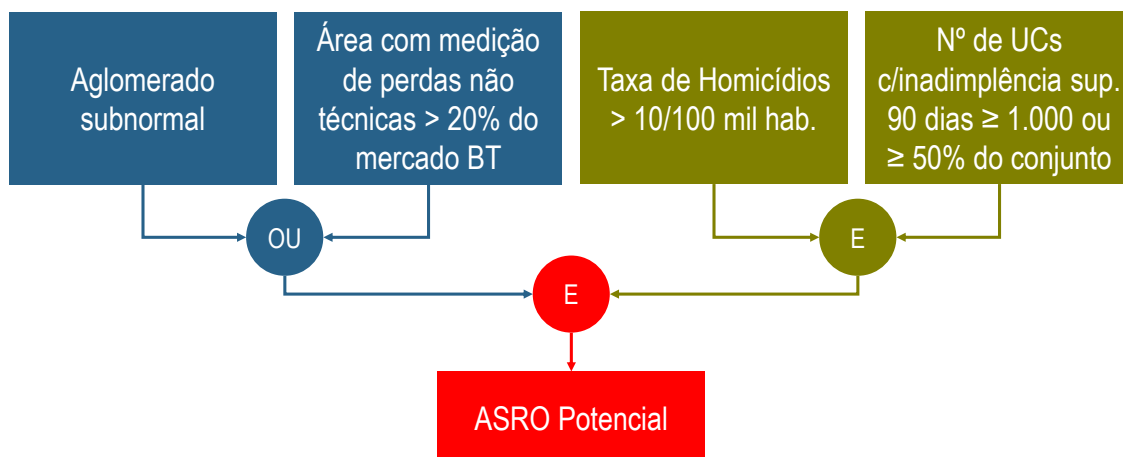 Aglomerado
subnormal
Área com medição
de perdas não
técnicas > 20% do
mercado BT
Taxa de Homicídios
> 10/100 mil hab.
Nº de UCs
c/inadimplência sup.
90 dias ≥ 1.000 ou
≥ 50% do conjunto
OU
E
E
ASRO Potencial